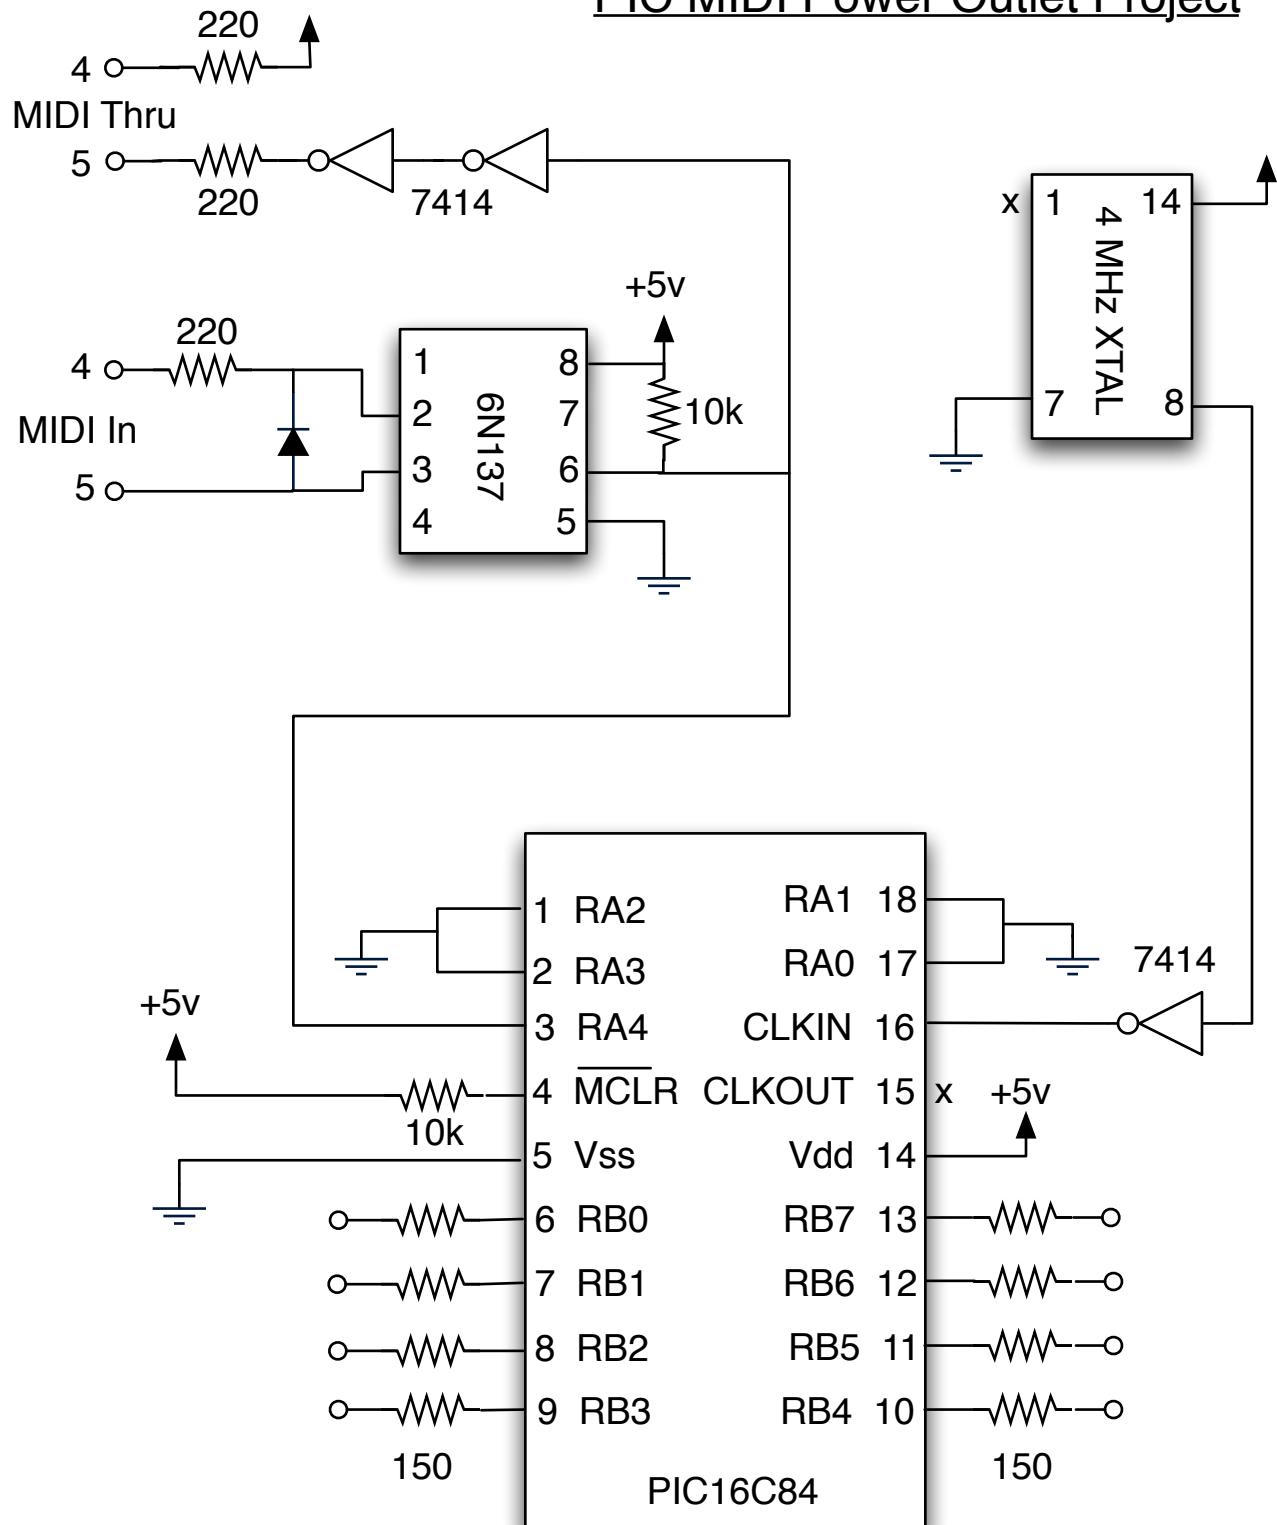 PIC MIDI Power Outlet Project
220
4
MIDI Thru
5
220
7414
x
1
14
4 MHz XTAL
7
8
+5v
220
4
MIDI In
5
1
8
2
7
6N137
3
6
4
5
10k
1 RA2
RA1 18
2 RA3
RA0 17
7414
+5v
3 RA4
CLKIN 16
4 MCLR
CLKOUT 15
x
+5v
10k
5 Vss
Vdd 14
6 RB0
RB7 13
7 RB1
RB6 12
8 RB2
RB5 11
9 RB3
RB4 10
150
150
PIC16C84